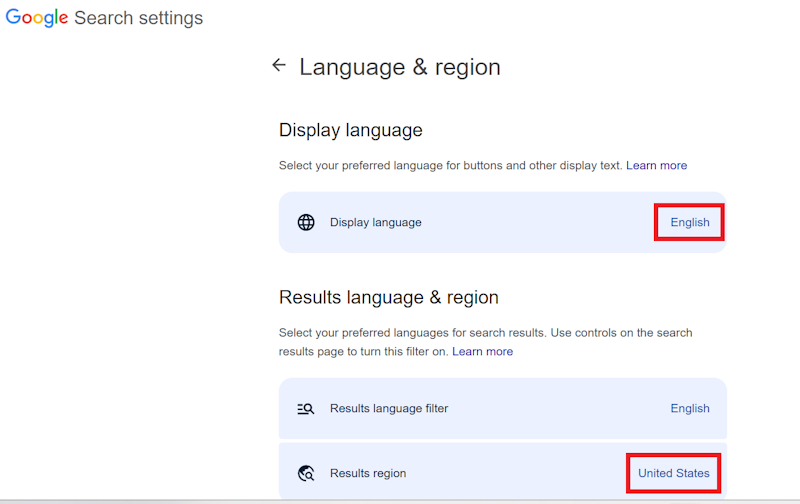 Google Search settings
Language & region
Display language
Select your preferred language for buttons and other display text. Learn more
Display language English
Results language & region
Select your preferred languages for search results. Use controls on the search
results page to turn this filter on. Learn more
Results language filter English
Results region United States